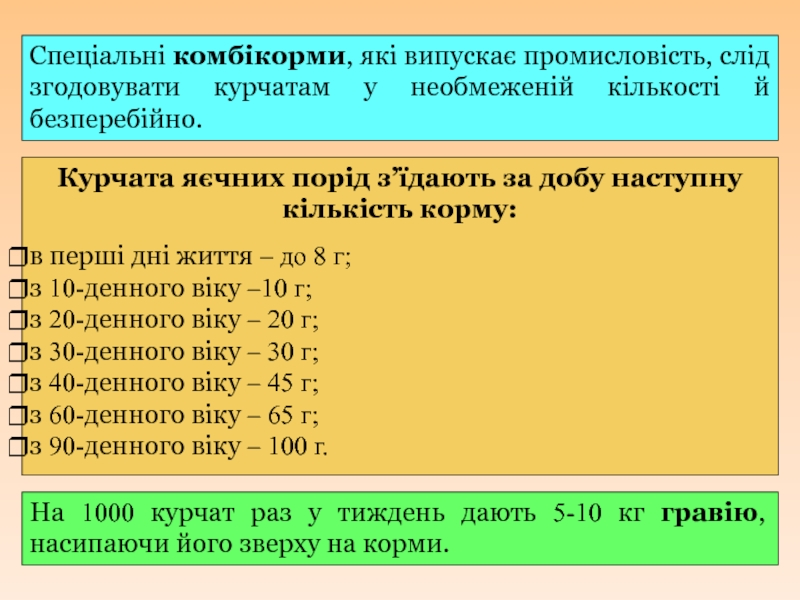 Спеціальні комбікорми, які випускає промисловість, слід
згодовувати курчатам у необмеженій кількості й
безперебійно.
Курчата яєчних порід з’їдають за добу наступну
кількість корму:
❒в перші дні життя – до 8 г;
❒з 10-денного віку –10 г;
❒з 20-денного віку – 20 г;
❒з 30-денного віку – 30 г;
❒з 40-денного віку – 45 г;
❒з 60-денного віку – 65 г;
❒з 90-денного віку – 100 г.
На 1000 курчат раз у тиждень дають 5-10 кг гравію,
насипаючи його зверху на корми.